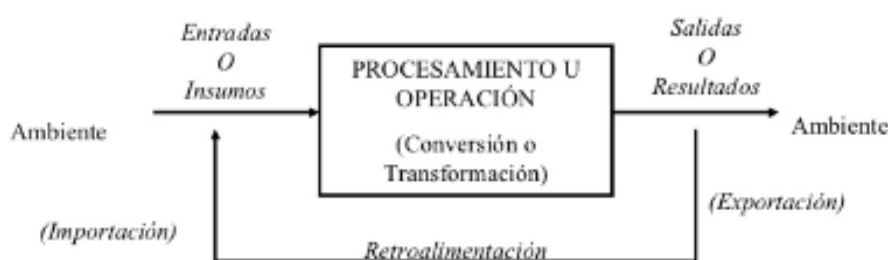 Entradas
O
Insumos
PROCESAMIENTO U
OPERACIÓN
(Conversión o
Transformación)
Salidas
O
Resultados
Ambiente
Ambiente
(Importación)
(Exportación)
Retroalimentación